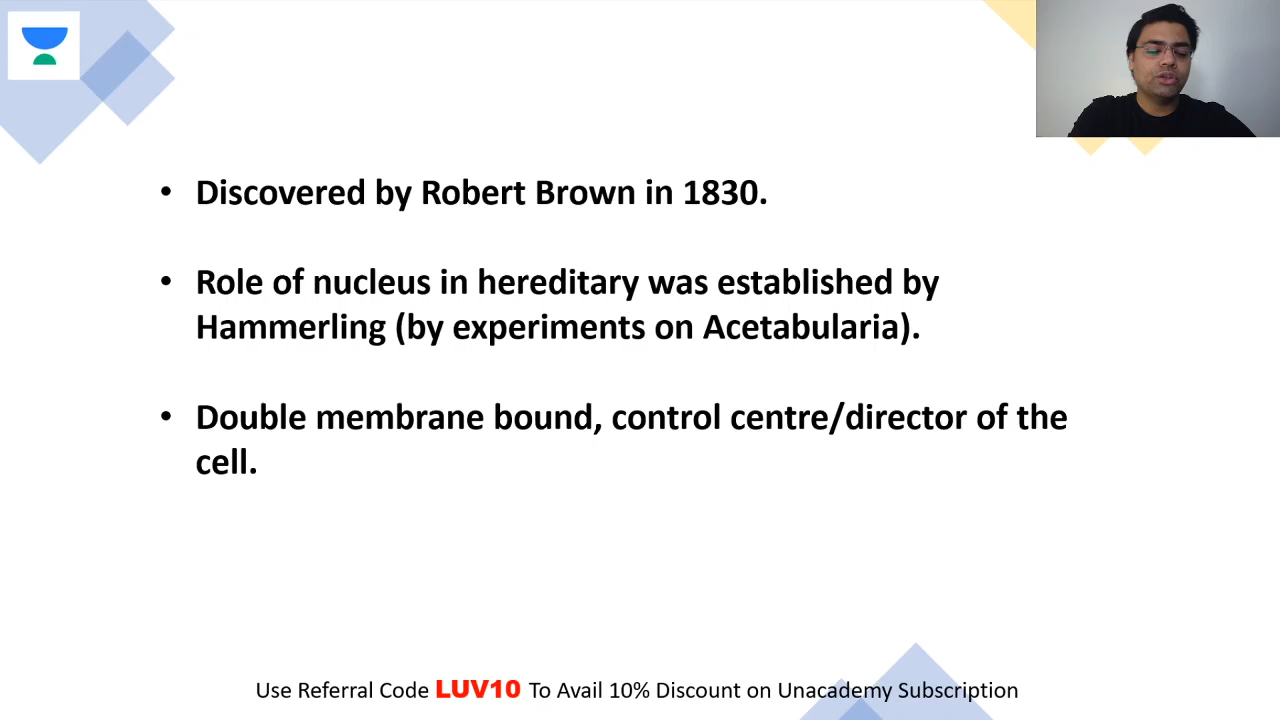 • Discovered by Robert Brown in 1830.
• Role of nucleus in hereditary was established by
Hammerling (by experiments on Acetabularia).
• Double membrane bound, control centre/director of the
cell.
Use Referral Code LUV10 To Avail 10% Discount on Unacademy Subscription